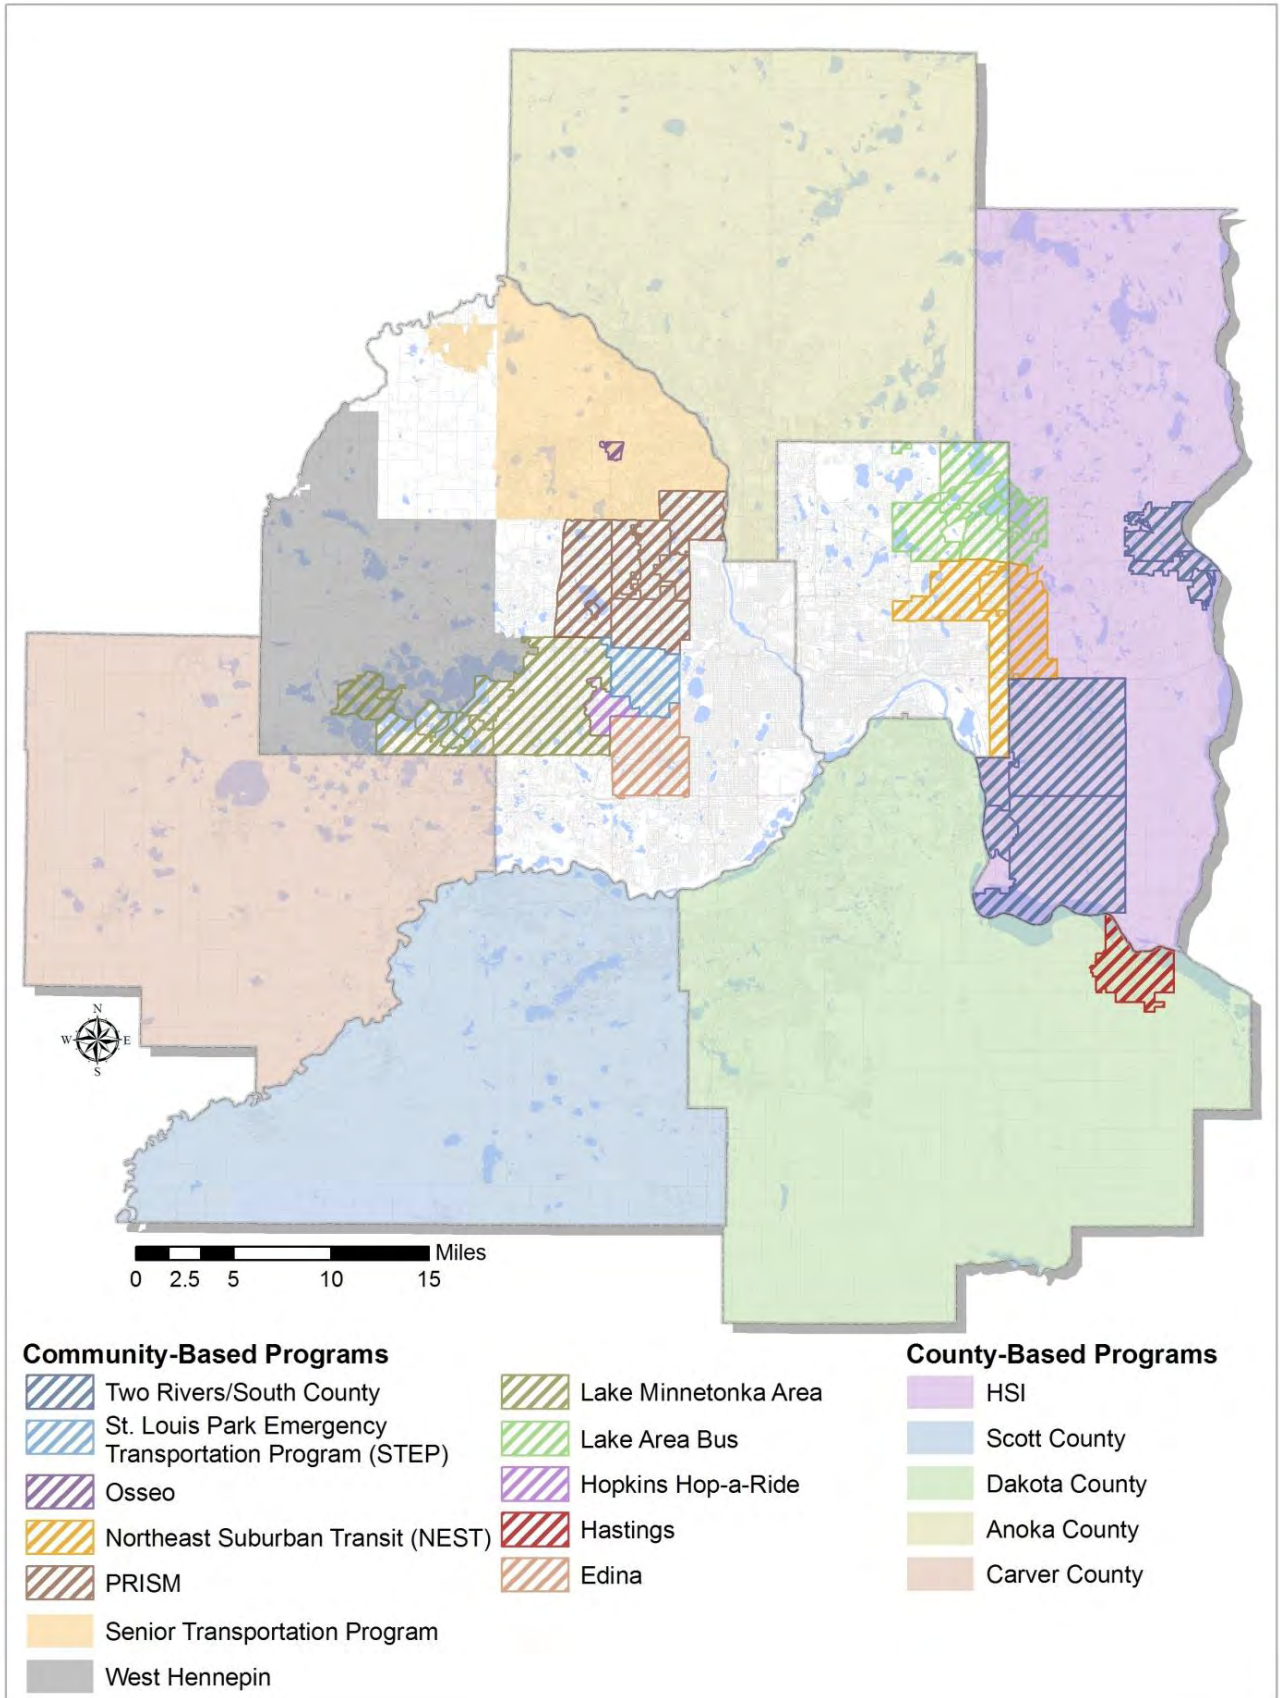 N
W E
S
Miles
0 2.5 5 10 15
Community-Based Programs
Two Rivers/South County
St. Louis Park Emergency
Transportation Program (STEP)
Osseo
Northeast Suburban Transit (NEST)
PRISM
Senior Transportation Program
West Hennepin
Lake Minnetonka Area
Lake Area Bus
Hopkins Hop-a-Ride
Hastings
Edina
County-Based Programs
HSI
Scott County
Dakota County
Anoka County
Carver County